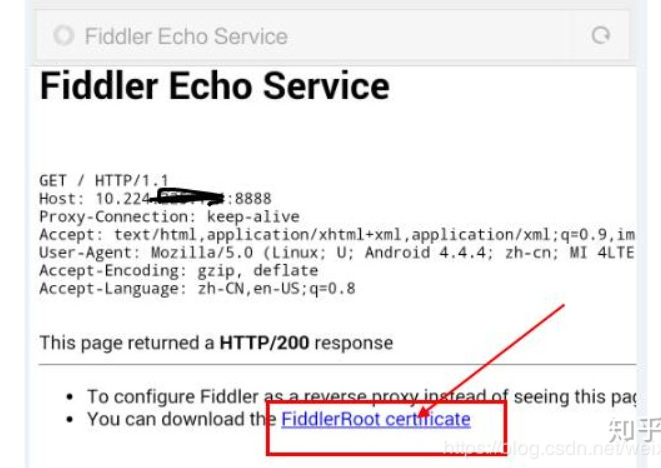 Fiddler Echo Service
Fiddler Echo Service
GET / HTTP/1.1
Host: 10.224. :8888
Proxy-Connection: keep-alive
Accept: text/html,application/xhtml+xml,application/xml;q=0.9,im
User-Agent: Mozilla/5.0 (Linux; U; Android 4.4.4; zh-cn; MI 4LTE
Accept-Encoding: gzip, deflate
Accept-Language: zh-CN,en-US;q=0.8
This page returned a HTTP/200 response
• To configure Fiddler as a reverse proxy instead of seeing this pag
• You can download the FiddlerRoot certificate
知乎
https://blog.csdn.net/weix